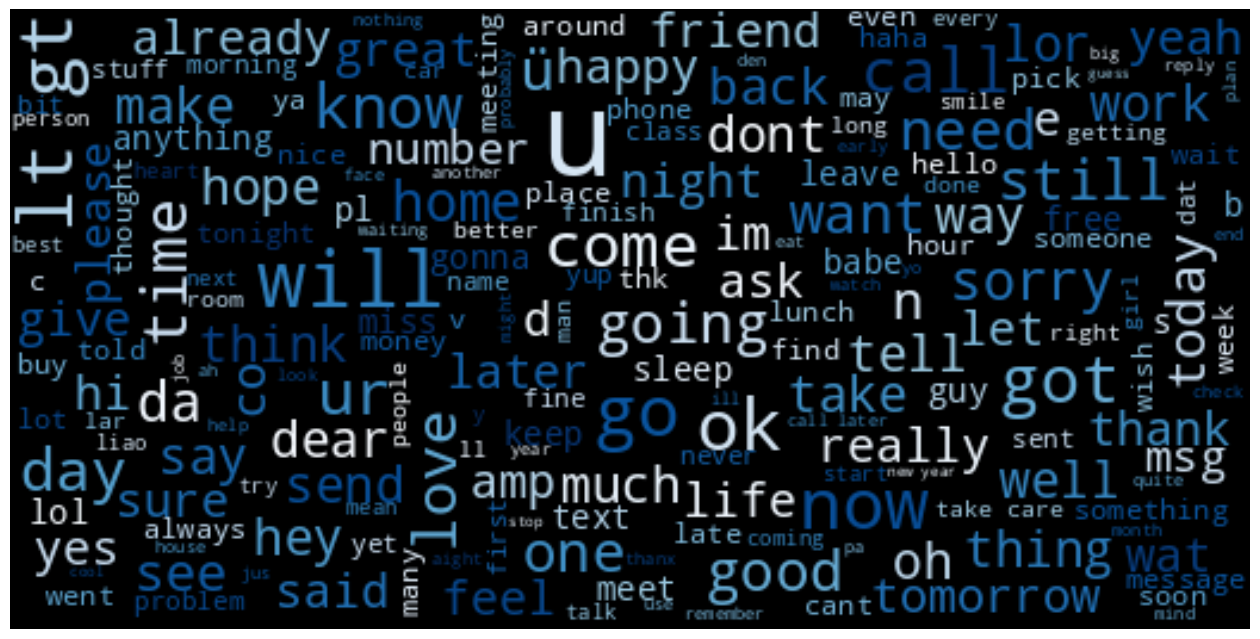 lt gt
already
great
nothing
meeting
around
friend
even
every
haha
lor
yeah
big
reply
stuff
morning
car
probably
ü
happy
den
back
call
pick
guess
plan
bit
person
make
ya
know
u
phone
may
smile
work
anything
class
dont
long
need
e
getting
early
please
thought
heart
nice
number
another
face
hope
home
place
night
leave
hello
done
still
wait
best
time
pl
waiting
finish
better
want
way
free
b
dat
tonight
come
im
eat
hour
someone
end
today
c
next
room
will
gonna
name
yup
thk
ask
babe
yo
watch
n
sorry
girl
give
think
miss
v
money
night
d
man
going
lunch
let
right
s
week
buy
told
job
ah
look
later
sleep
find
tell
wish
hi
da
co
ur
people
fine
go
ill
ok
take
guy
got
check
lot
lar
liao
help
dear
love
y
ll
keep
year
never
call later
really
sent
thank
day
say
sure
try
send
mean
amp
much
life
start
new year
now
well
quite
msg
lol
always
first
stop
text
take care
something
yes
house
hey
yet
many
aight
one
thanx
late
coming
pa
oh
thing
month
wat
cool
see
jus
said
feel
meet
good
message
went
problem
talk
use
remember
cant
tomorrow
soon
mind